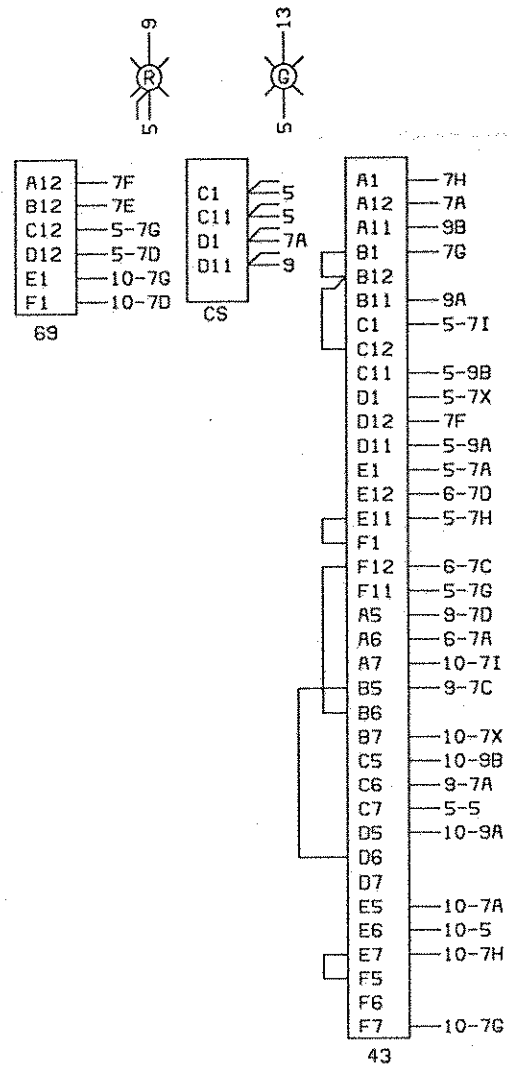 9
13
R
G
5
5
A12 7F
B12 7E
C12 5-7G
D12 5-7D
E1 10-7G
F1 10-7D
69
C1 5
C11 5
D1 7A
D11 9
CS
A1 7H
A12 7A
A11 9B
B1 7G
B12
B11 9A
C1 5-7I
C12
C11 5-9B
D1 5-7X
D12 7F
D11 5-9A
E1 5-7A
E12 6-7D
E11 5-7H
F1
F12 6-7C
F11 5-7G
A5 9-7D
A6 6-7A
A7 10-7I
B5 9-7C
B6
B7 10-7X
C5 10-9B
C6 9-7A
C7 5-5
D5 10-9A
D6
D7
E5 10-7A
E6 10-5
E7 10-7H
F5
F6
F7 10-7G
43